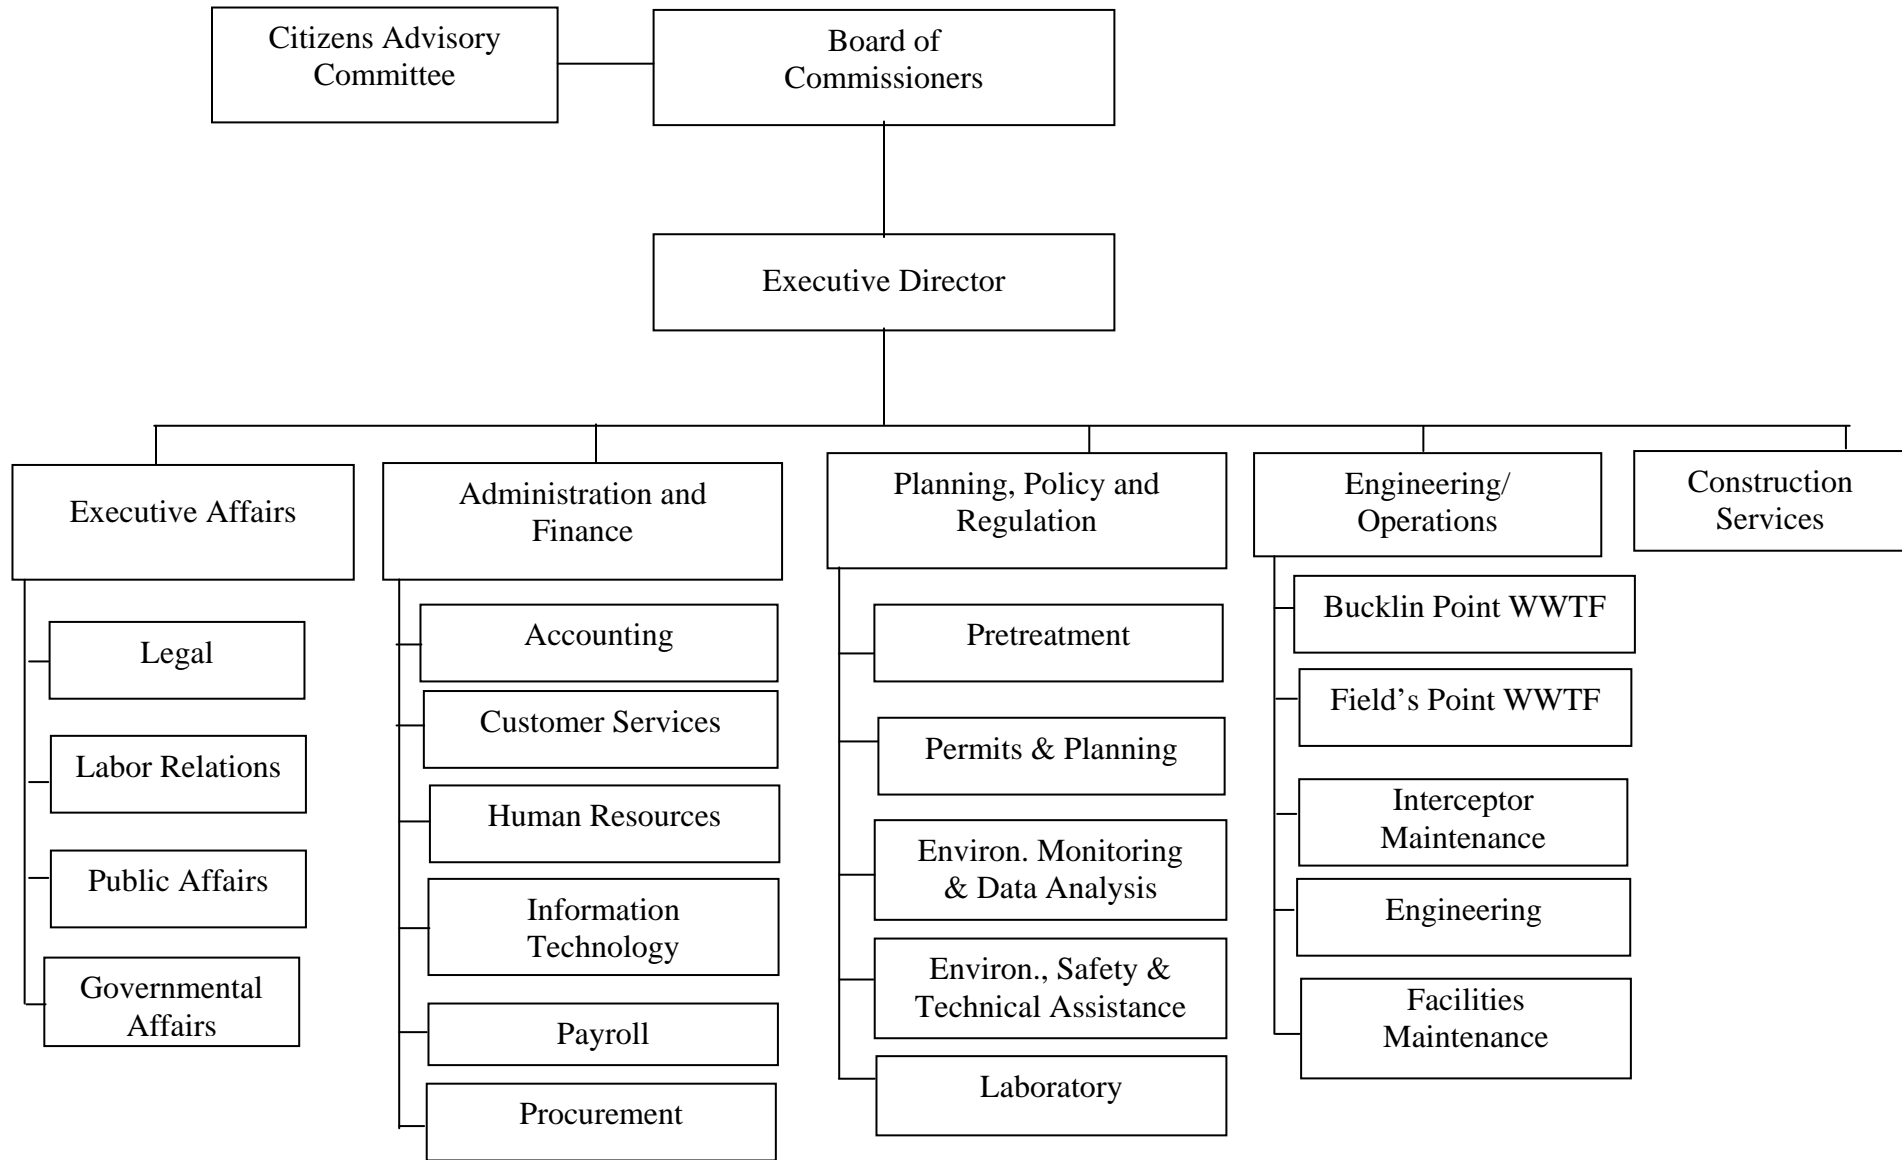 Citizens Advisory
Committee
Board of
Commissioners
Executive Director
Executive Affairs
Legal
Labor Relations
Public Affairs
Governmental
Affairs
Administration and
Finance
Accounting
Customer Services
Human Resources
Information
Technology
Payroll
Procurement
Planning, Policy and
Regulation
Pretreatment
Permits & Planning
Environ. Monitoring
& Data Analysis
Environ., Safety &
Technical Assistance
Laboratory
Engineering/
Operations
Bucklin Point WWTF
Field’s Point WWTF
Interceptor
Maintenance
Engineering
Facilities
Maintenance
Construction
Services